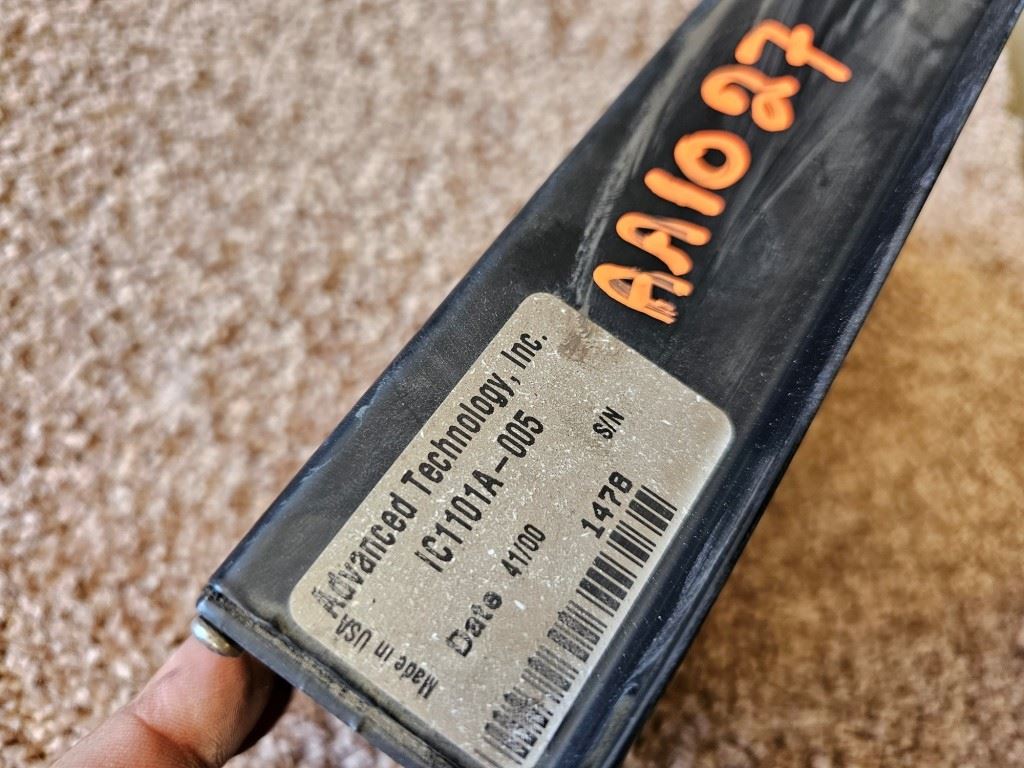 AA1027
Advanced Technology, Inc.
IC1101A-005
S/N
Date 41/00 1478
Made in USA